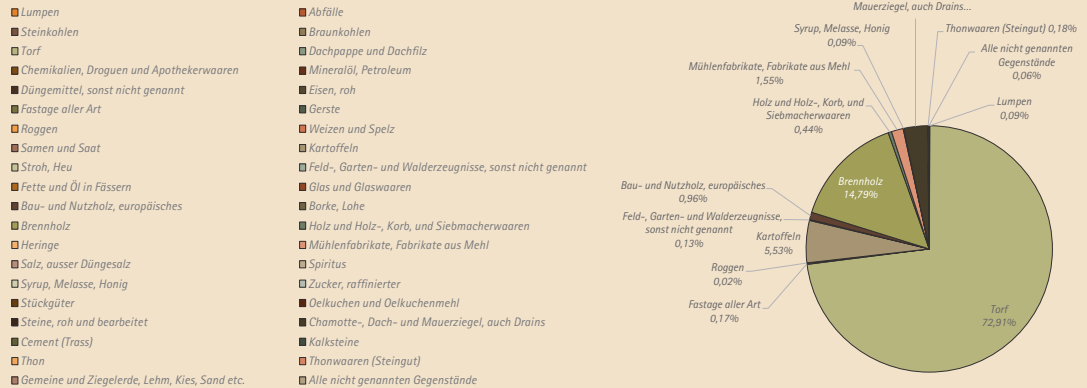 Lumpen
Steinkohlen
Torf
Chemikalien, Droguen und Apothekerwaaren
Düngemittel, sonst nicht genannt
Fastage aller Art
Roggen
Samen und Saat
Stroh, Heu
Fette und Öl in Fässern
Bau- und Nutzholz, europäisches
Brennholz
Heringe
Salz, ausser Düngesalz
Syrup, Melasse, Honig
Stückgüter
Steine, roh und bearbeitet
Cement (Trass)
Thon
Gemeine und Ziegelerde, Lehm, Kies, Sand etc.
Abfälle
Braunkohlen
Dachpappe und Dachfilz
Mineralöl, Petroleum
Eisen, roh
Gerste
Weizen und Spelz
Kartoffeln
Feld-, Garten- und Walderzeugnisse, sonst nicht genannt
Glas und Glaswaaren
Borke, Lohe
Holz und Holz-, Korb, und Siebmacherwaaren
Mühlenfabrikate, Fabrikate aus Mehl
Spiritus
Zucker, raffinierter
Oelkuchen und Oelkuchenmehl
Chamotte-, Dach- und Mauerziegel, auch Drains
Kalksteine
Thonwaaren (Steingut)
Alle nicht genannten Gegenstände
Mauerziegel, auch Drains...
Syrup, Melasse, Honig
0,09%
Thonwaaren (Steingut) 0,18%
Alle nicht genannten
Gegenstände
0,06%
Mühlenfabrikate, Fabrikate aus Mehl
1,55%
Holz und Holz-, Korb, und
Siebmacherwaaren
0,44%
Lumpen
0,09%
Brennholz
14,79%
Bau- und Nutzholz, europäisches
0,96%
Feld-, Garten- und Walderzeugnisse,
sonst nicht genannt
0,13%
Kartoffeln
5,53%
Roggen
0,02%
Fastage aller Art
0,17%
Torf
72,91%